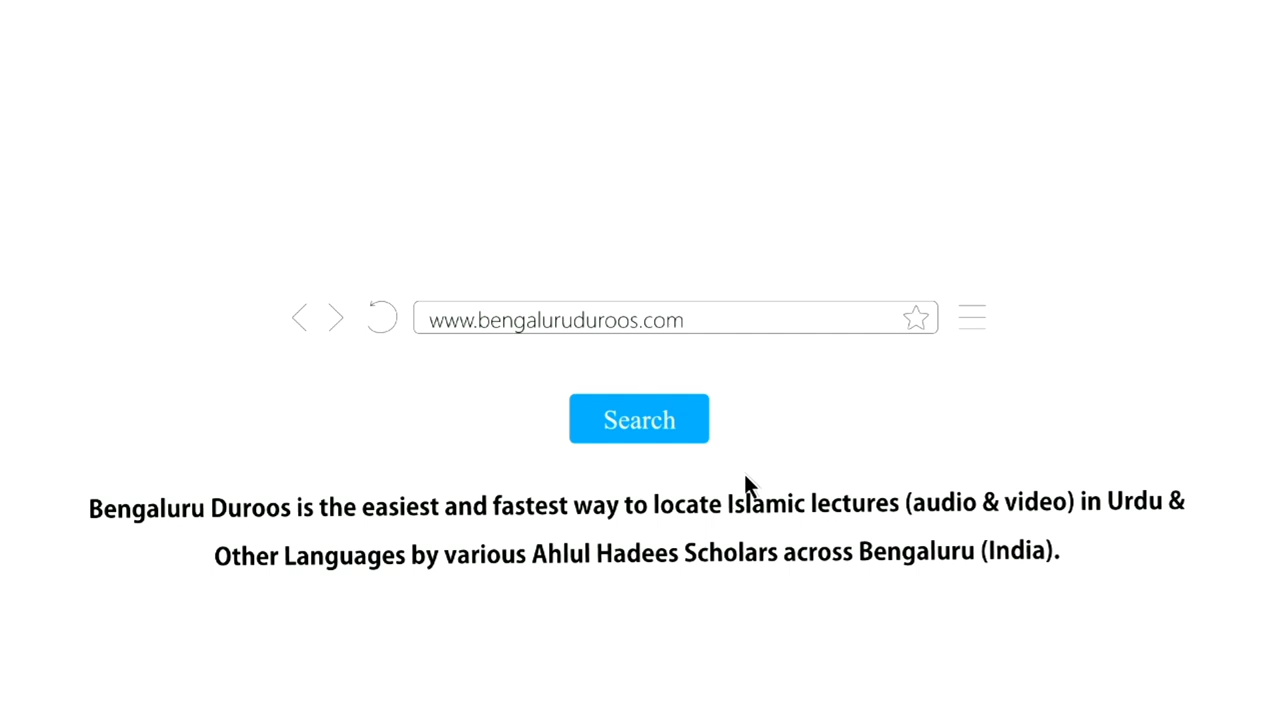 www.bengaluruduroos.com
Search
Bengaluru Duroos is the easiest and fastest way to locate Islamic lectures (audio & video) in Urdu &
Other Languages by various Ahlul Hadees Scholars across Bengaluru (India).